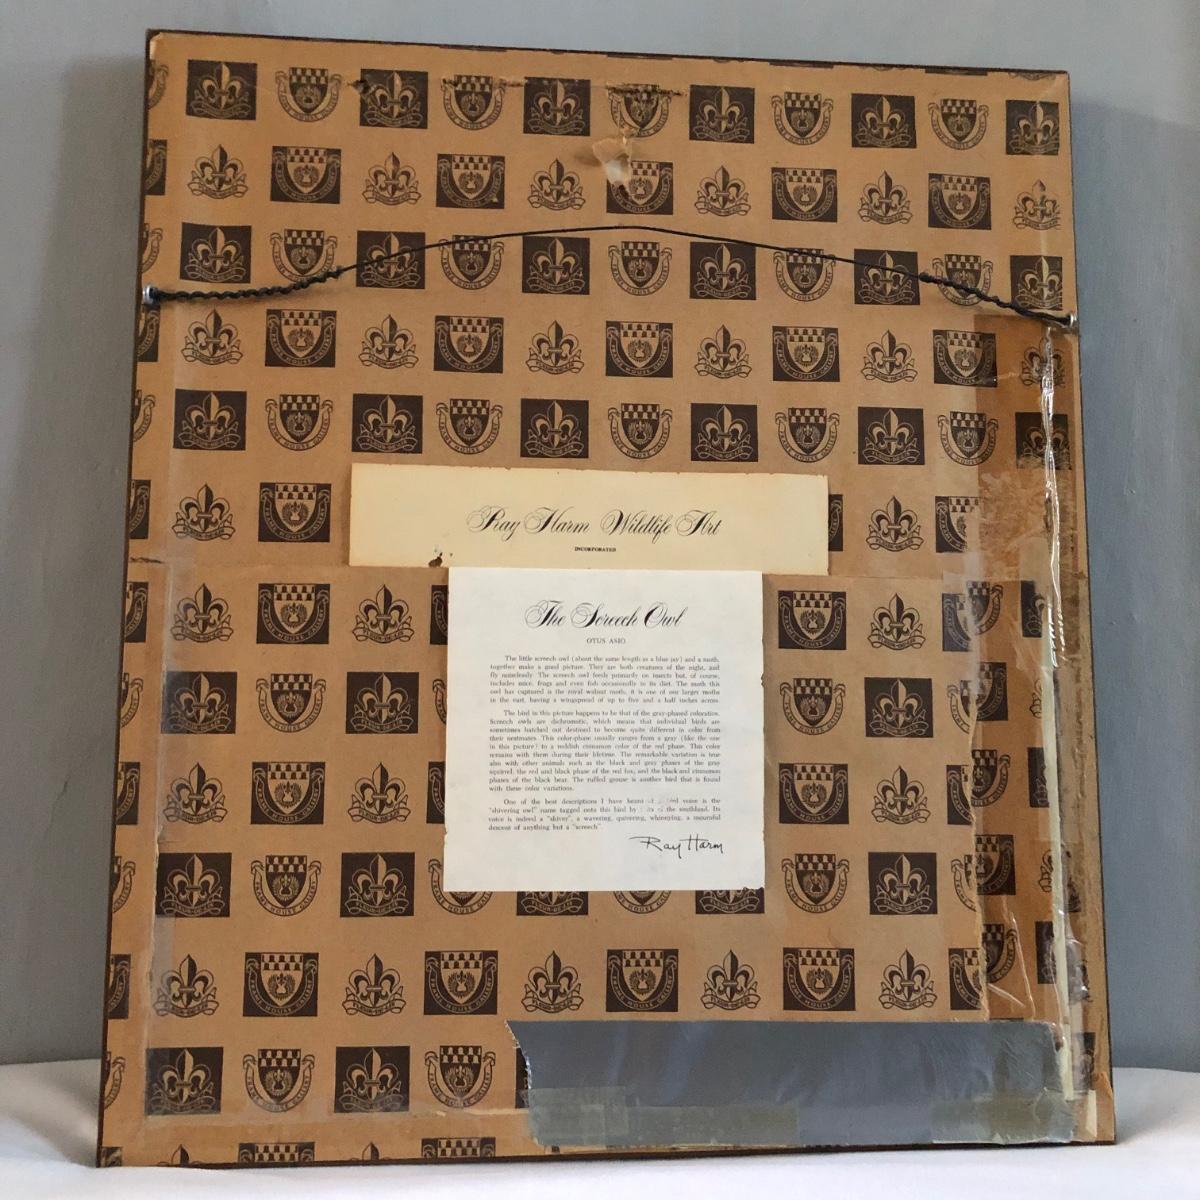 Ray Harm Wildlife Art
INCORPORATED
The Screech Owl
OTUS ASIO
The little screech owl (about the same length as a blue jay) and a moth,
together make a good picture. They are both creatures of the night, and
fly noiselessly. The screech owl feeds primarily on insects but, of course,
includes mice, frogs and even fish occasionally in its diet. The moth this
owl has captured is the royal walnut moth, it is one of our larger moths
in the east, having a wingspread of up to five and a half inches across.
The bird in this picture happens to be that of the gray-phased coloration.
Screech owls are dichromatic, which means that individual birds are
sometimes hatched out destined to become quite different in color from
their nestmates. This color-phase usually ranges from a gray (like the one
in this picture) to a reddish cinnamon color of the red phase. This color
remains with them during their lifetime. The remarkable variation is true
also with other animals such as the black and gray phases of the gray
squirrel, the red and black phase of the red fox, and the black and cinnamon
phases of the black bear. The ruffed grouse is another bird that is found
with these color variations.
One of the best descriptions I have heard voice is the
"shivering owl" name tagged onto this bird by the southland. Its
voice is indeed a "shiver", a wavering, quivering, whinnying, a mournful
descent of anything but a "screech".
Ray Harm
FRAME HOUSE GALLERY
FLEUR-DE-LIS